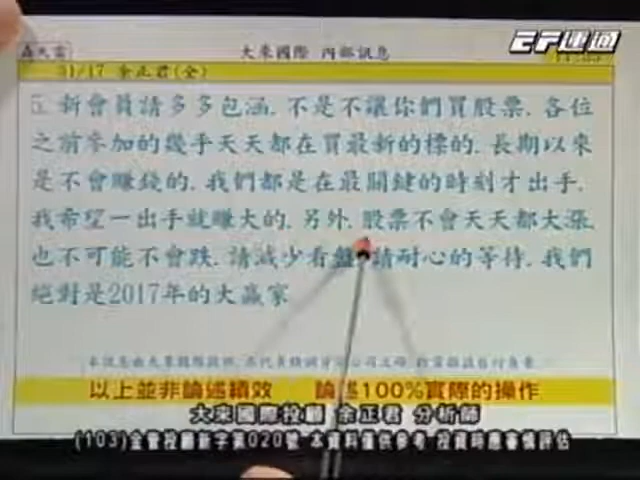 大來國際 內部訊息
01/17 余正君(全)
新會員請多多包涵. 不是不讓你們買股票. 各位
之前參加的幾乎天天都在買最新的標的. 長期以來
是不會賺錢的. 我們都是在最關鍵的時刻才出手.
我希望一出手就賺大的. 另外. 股票不會天天都大漲.
也不可能不會跌. 請減少看盤. 請耐心的等待. 我們
絕對是2017年的大贏家
以上並非論述績效 論述100%實際的操作
大來國際投顧 余正君 分析師
(103)金管投顧新字第020號 本資料僅供參考 投資時應審慎評估